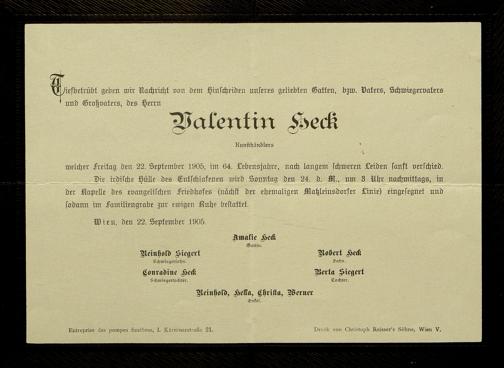 Tiefbetrübt geben wir Nachricht von dem Hinscheiden unseres geliebten Gatten, bzw. Vaters, Schwiegervaters
und Großvaters, des Herrn
Valentin Heck
Kunsthändlers
welcher Freitag den 22. September 1905, im 64. Lebensjahre, nach langem schweren Leiden sanft verschied.
Die irdische Hülle des Entschlafenen wird Sonntag den 24. d. M., um 3 Uhr nachmittags, in
der Kapelle des evangelischen Friedhofes (nächst der ehemaligen Matzleinsdorfer Linie) eingesegnet und
sodann im Familiengrabe zur ewigen Ruhe bestattet.
Wien, den 22. September 1905.
Amalie Heck
Gattin.
Reinhold Siegert
Schwiegersohn.
Robert Heck
Sohn.
Conradine Heck
Schwiegertochter.
Berta Siegert
Tochter.
Reinhold, Hella, Christa, Werner
Enkel.
Entreprise des pompes funèbres, I. Kärntnerstraße 21.
Druck von Christoph Reisser's Söhne, Wien V.